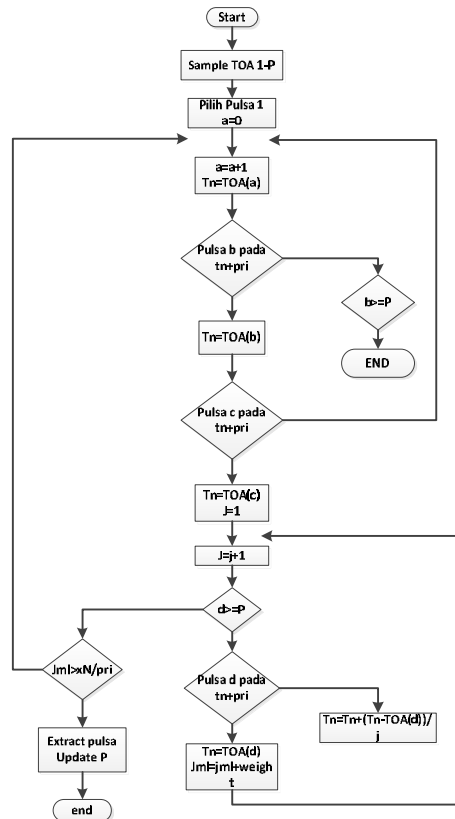 Start
Sample TOA 1-P
Pilih Pulsa 1
a=0
a=a+1
Tn=TOA(a)
Pulsa b pada
tn+pri
b>=P
END
Tn=TOA(b)
Pulsa c pada
tn+pri
Tn=TOA(c)
J=1
J=j+1
d>=P
Jml>xN/pri
Pulsa d pada
tn+pri
Tn=Tn+(Tn-TOA(d))/
j
Extract pulsa
Update P
Tn=TOA(d)
Jml=jml+weigh
t
end